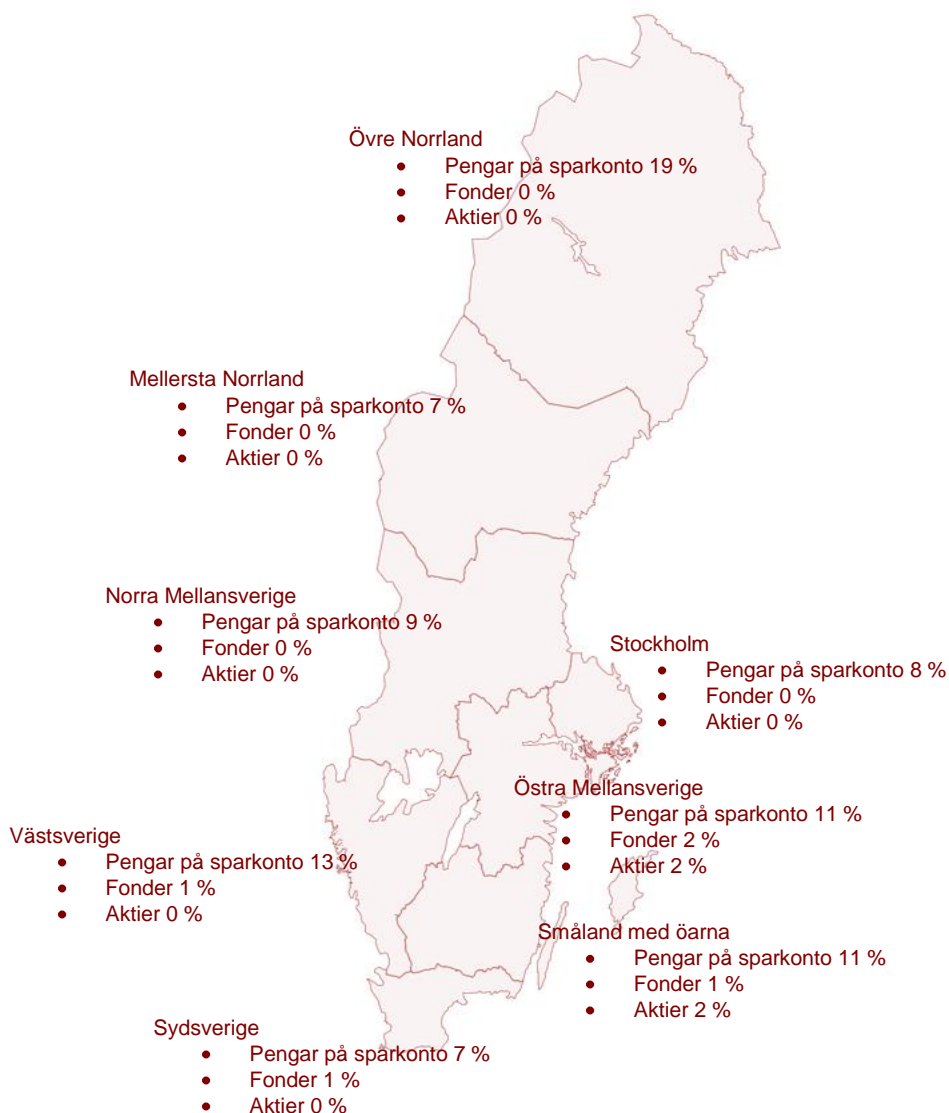 Övre Norrland
• Pengar på sparkonto 19 %
• Fonder 0 %
• Aktier 0 %
Mellersta Norrland
• Pengar på sparkonto 7 %
• Fonder 0 %
• Aktier 0 %
Norra Mellansverige
• Pengar på sparkonto 9 %
• Fonder 0 %
• Aktier 0 %
Stockholm
• Pengar på sparkonto 8 %
• Fonder 0 %
• Aktier 0 %
Östra Mellansverige
• Pengar på sparkonto 11 %
• Fonder 2 %
• Aktier 2 %
Västsverige
• Pengar på sparkonto 13 %
• Fonder 1 %
• Aktier 0 %
Småland med öarna
• Pengar på sparkonto 11 %
• Fonder 1 %
• Aktier 2 %
Sydsverige
• Pengar på sparkonto 7 %
• Fonder 1 %
• Aktier 0 %